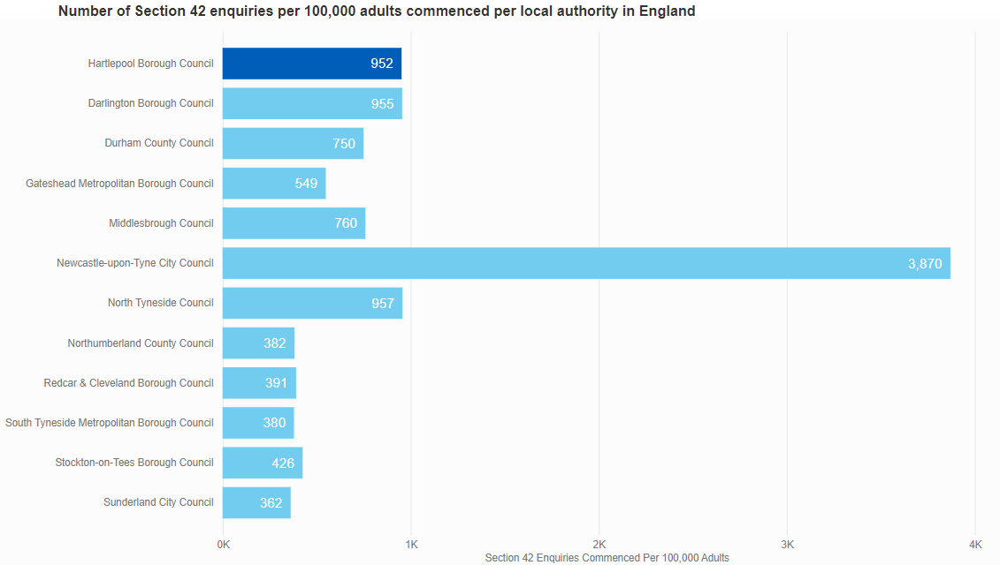 Number of Section 42 enquiries per 100,000 adults commenced per local authority in England
Hartlepool Borough Council 952
Darlington Borough Council 955
Durham County Council 750
Gateshead Metropolitan Borough Council 549
Middlesbrough Council 760
Newcastle-upon-Tyne City Council 3,870
North Tyneside Council 957
Northumberland County Council 382
Redcar & Cleveland Borough Council 391
South Tyneside Metropolitan Borough Council 380
Stockton-on-Tees Borough Council 426
Sunderland City Council 362
0K 1K 2K 3K 4K
Section 42 Enquiries Commenced Per 100,000 Adults